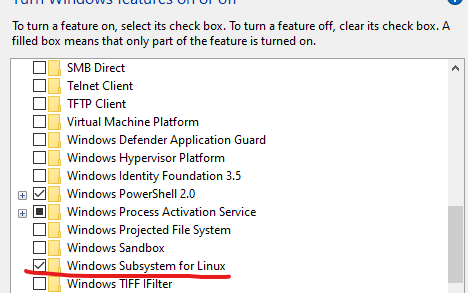 Turn Windows features on or off
To turn a feature on, select its check box. To turn a feature off, clear its check box. A
filled box means that only part of the feature is turned on.
SMB Direct
Telnet Client
TFTP Client
Virtual Machine Platform
Windows Defender Application Guard
Windows Hypervisor Platform
Windows Identity Foundation 3.5
Windows PowerShell 2.0
Windows Process Activation Service
Windows Projected File System
Windows Sandbox
Windows Subsystem for Linux
Windows TIFF IFilter